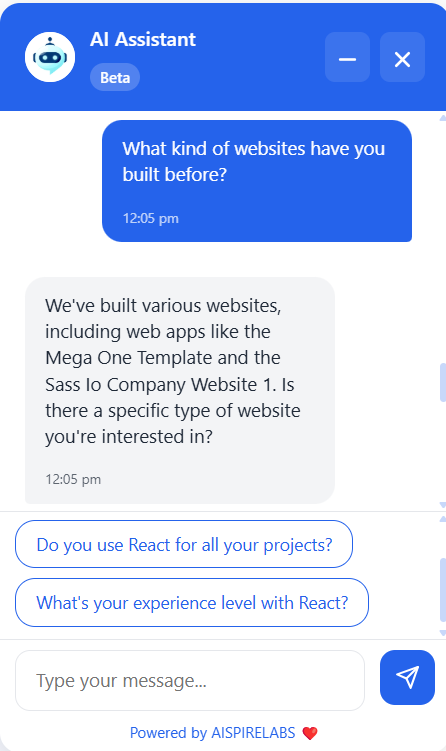 AI Assistant
Beta
What kind of websites have you
built before?
12:05 pm
We've built various websites,
including web apps like the
Mega One Template and the
Sass Io Company Website 1. Is
there a specific type of website
you're interested in?
12:05 pm
Do you use React for all your projects?
What's your experience level with React?
Type your message...
Powered by AISPIRELABS ❤️